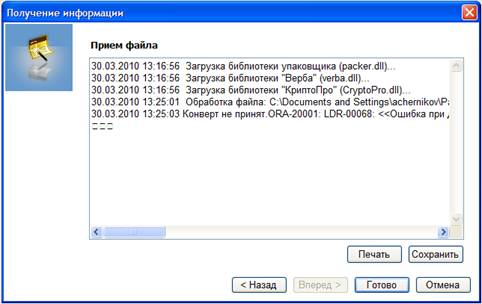 Получение информации
Прием файла
30.03.2010 13:16:56 Загрузка библиотеки упаковщика (packer.dll)...
30.03.2010 13:16:56 Загрузка библиотеки "Верба" (verba.dll)...
30.03.2010 13:16:56 Загрузка библиотеки "КриптоПро" (CryptoPro.dll)...
30.03.2010 13:25:01 Обработка файла: C:\Documents and Settings\achernikov\Ра
30.03.2010 13:25:03 Конверт не принят.ORA-20001: LDR-00068: <<Ошибка при д
===
Печать Сохранить
< Назад Вперед > Готово Отмена